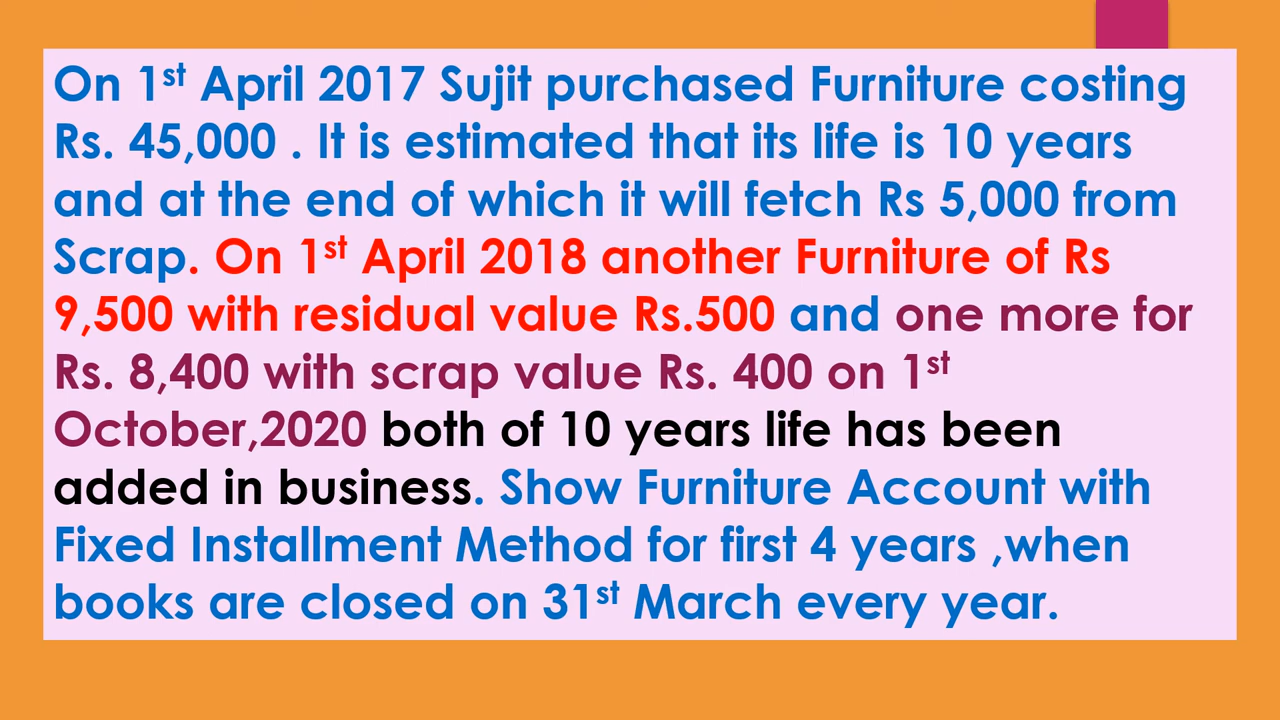 On 1st April 2017 Sujit purchased Furniture costing
Rs. 45,000 . It is estimated that its life is 10 years
and at the end of which it will fetch Rs 5,000 from
Scrap. On 1st April 2018 another Furniture of Rs
9,500 with residual value Rs.500 and one more for
Rs. 8,400 with scrap value Rs. 400 on 1st
October,2020 both of 10 years life has been
added in business. Show Furniture Account with
Fixed Installment Method for first 4 years ,when
books are closed on 31st March every year.